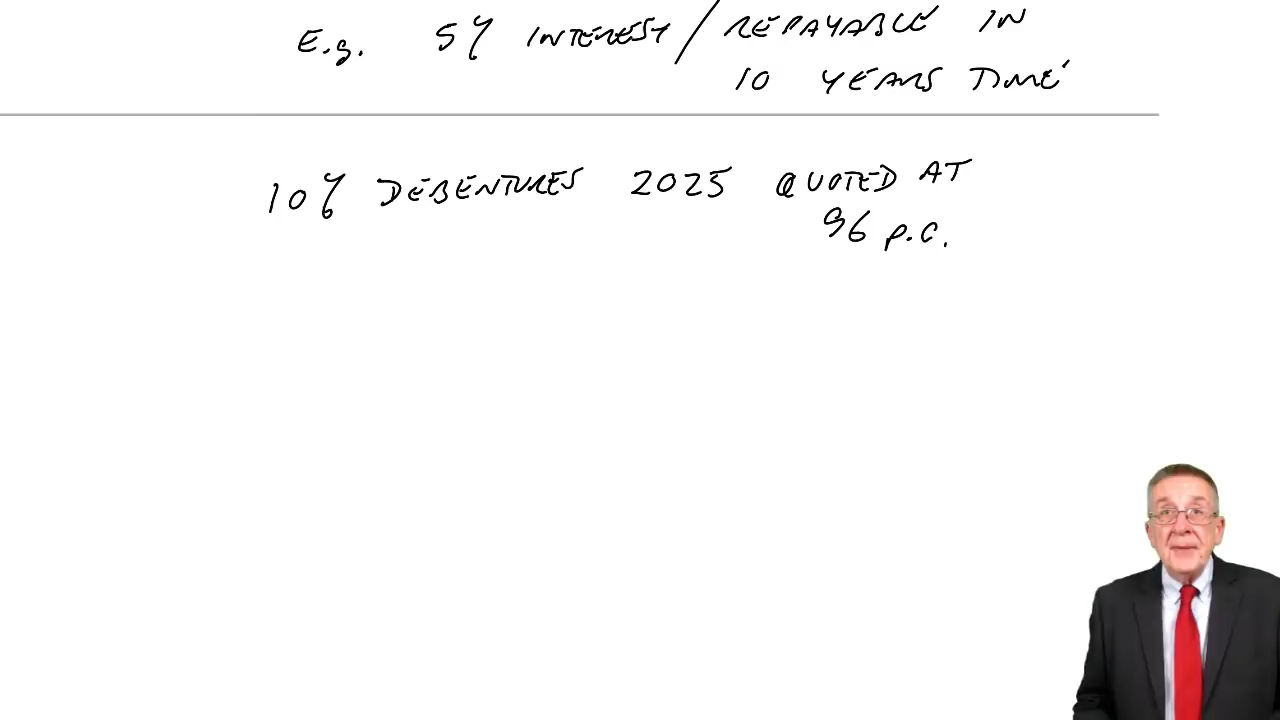 E.g. 5% INTEREST / REPAYABLE IN
10 YEARS TIME
10% DEBENTURES 2025 QUOTED AT
96 p.c.